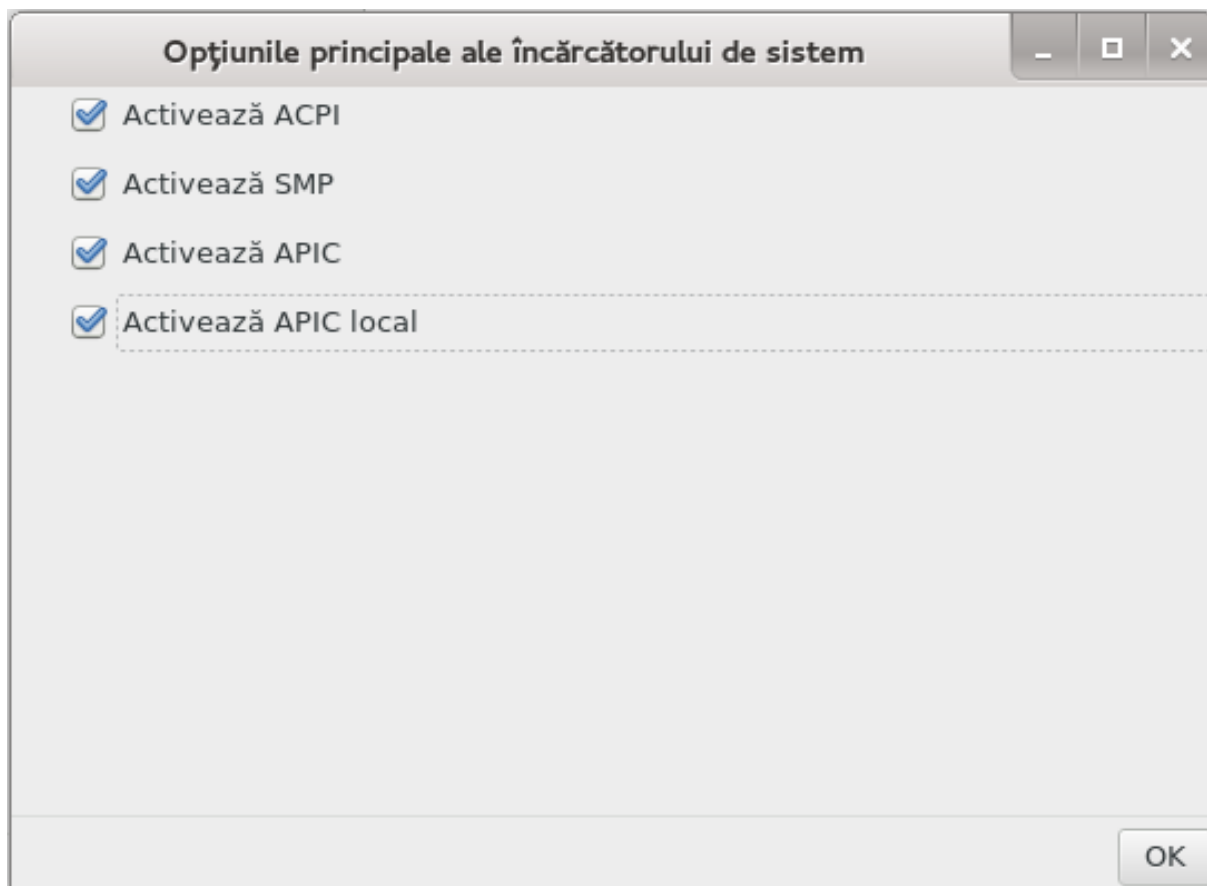 Opţiunile principale ale încărcătorului de sistem
Activează ACPI
Activează SMP
Activează APIC
Activează APIC local
OK